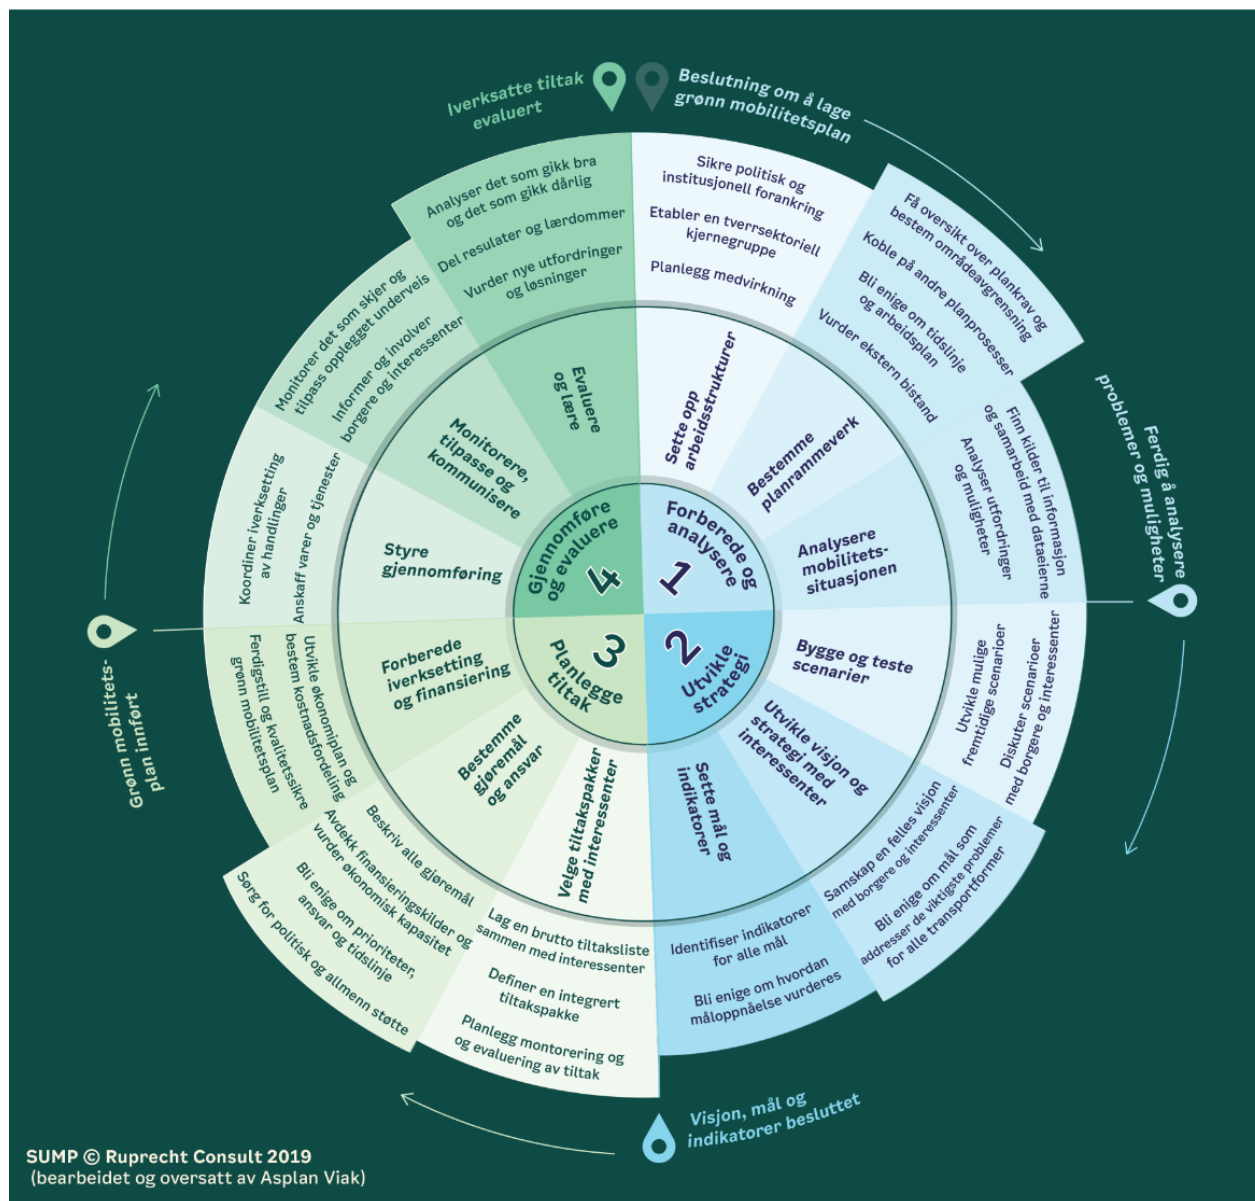 Iverksatte tiltak
evaluert
Beslutning om å lage
grønn mobilitetsplan
Sikre politisk og
institusjonell forankring
Etabler en tverrsektoriell
kjernegruppe
Planlegg medvirkning
Få oversikt over plankrav og
bestem områdeavgrensning
Koble på andre planprosesser
Bli enige om tidslinje
og arbeidsplan
Vurder ekstern bistand
Finn kilder til informasjon
og samarbeid med dataeierne
Analyser utfordringer
og muligheter
Ferdig å analysere
problemer og muligheter
Utvikle mulige
fremtidige scenarioer
Diskuter scenarioer
med borgere og interessenter
Samskap en felles visjon
med borgere og interessenter
Bli enige om mål som
addresser de viktigste problemer
for alle transportformer
Identifiser indikatorer
for alle mål
Bli enige om hvordan
måloppnåelse vurderes
Visjon, mål og
indikatorer besluttet
Lag en brutto tiltaksliste
sammen med interessenter
Definer en integrert
tiltakspakke
Planlegg montorering og
og evaluering av tiltak
Beskriv alle gjøremål
Avdekk finansieringskilder og
vurder økonomisk kapasitet
Bli enige om prioriteter,
ansvar og tidslinje
Sørg for politisk og allmenn støtte
Utvikle økonomiplan og
bestem kostnadsfordeling
Ferdigstill og kvalitetssikre
grønn mobilitetsplan
Grønn mobilitets-
plan innført
Koordiner iverksetting
av handlinger
Anskaff varer og tjenester
Monitorer det som skjer og
tilpass opplegget underveis
Informer og involver
borgere og interessenter
Analyser det som gikk bra
og det som gikk dårlig
Del resulater og lærdommer
Vurder nye utfordringer
og løsninger
Sette opp
arbeidsstrukturer
Bestemme
planrammeverk
Analysere
mobilitets-
situasjonen
Bygge og teste
scenarier
Utvikle visjon og
strategi med
interessenter
Sette mål og
indikatorer
Velge tiltakspakker
med interessenter
Bestemme
gjøremål
og ansvar
Forberede
iverksetting
og finansiering
Styre
gjennomføring
Monitorere,
tilpasse og
kommunisere
Evaluere
og lære
Forberede og
analysere
1
2
Utvikle
strategi
3
Planlegge
tiltak
Gjennomføre
og evaluere
4
SUMP © Ruprecht Consult 2019
(bearbeidet og oversatt av Asplan Viak)